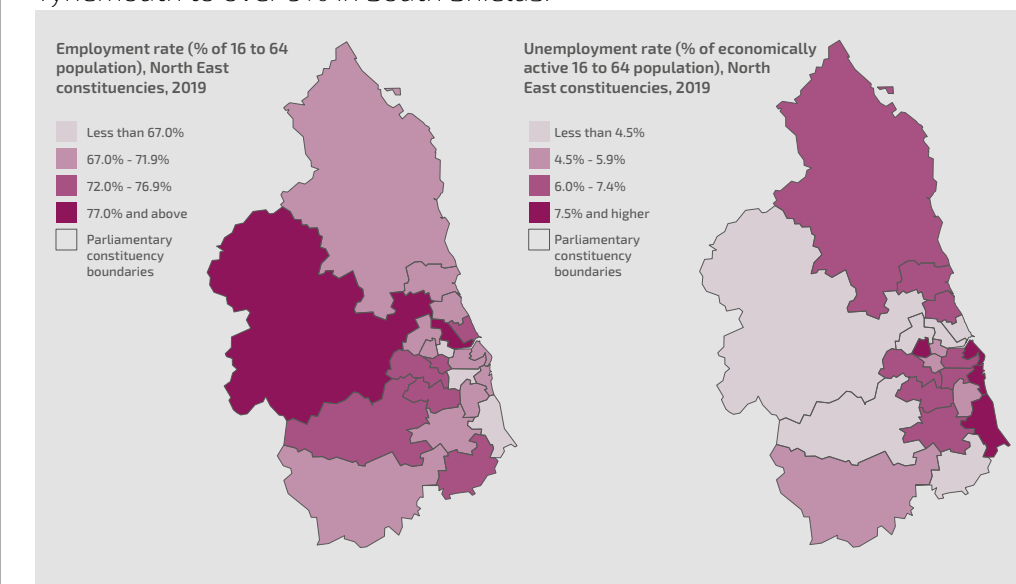 Employment rate (% of 16 to 64
population), North East
constituencies, 2019
Less than 67.0%
67.0% - 71.9%
72.0% - 76.9%
77.0% and above
Parliamentary
constituency
boundaries
Unemployment rate (% of economically
active 16 to 64 population), North
East constituencies, 2019
Less than 4.5%
4.5% - 5.9%
6.0% - 7.4%
7.5% and higher
Parliamentary
constituency
boundaries